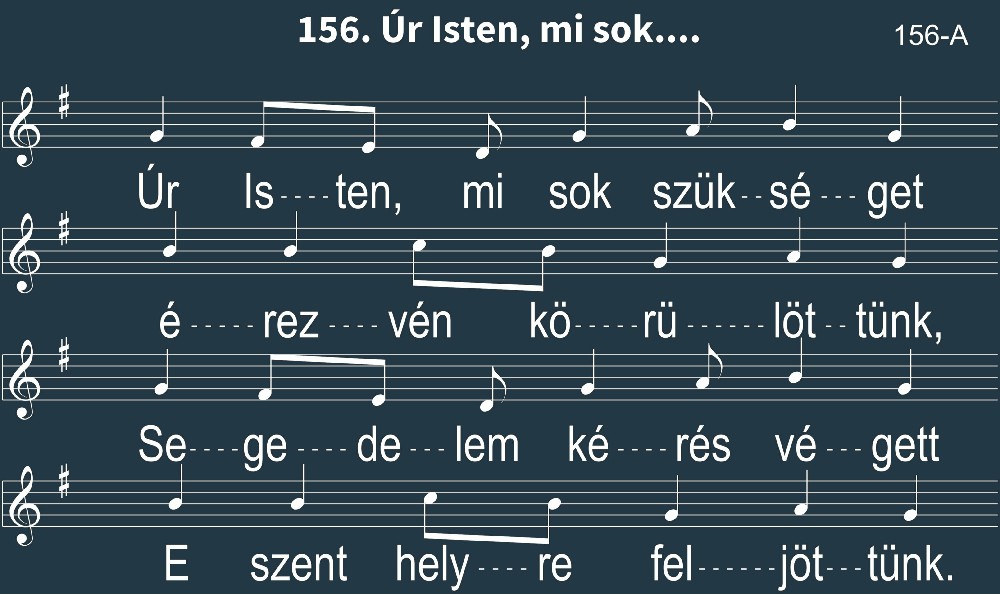 156. Úr Isten, mi sok....
156-A
Úr Is----ten, mi sok szük--sé---get
é-----rez----vén kö-----rü------löt--tünk,
Se----ge----de---lem ké----rés vé---gett
E szent hely----re fel------jöt---tünk.